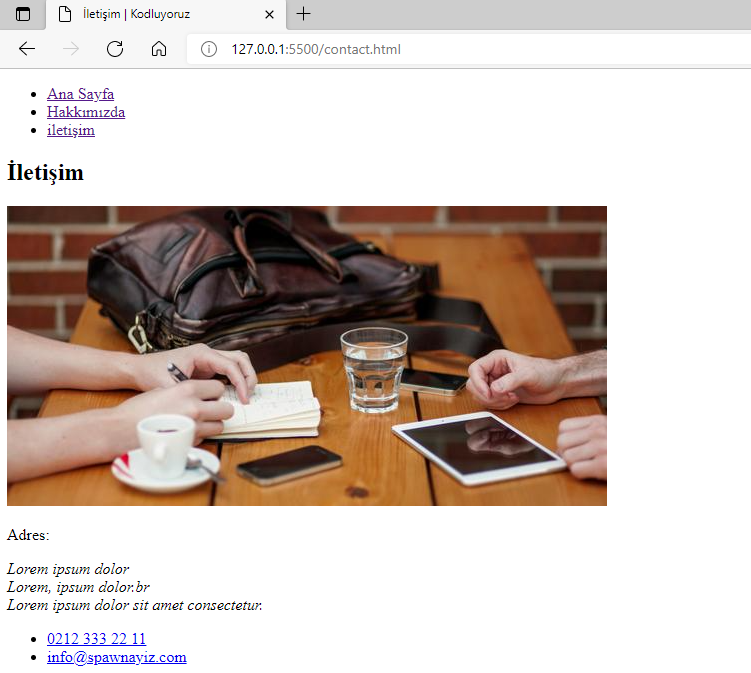 İletişim | Kodluyoruz
127.0.0.1:5500/contact.html
Ana Sayfa
Hakkımızda
iletişim
İletişim
Adres:
Lorem ipsum dolor
Lorem, ipsum dolor.br
Lorem ipsum dolor sit amet consectetur.
0212 333 22 11
info@spawnayiz.com